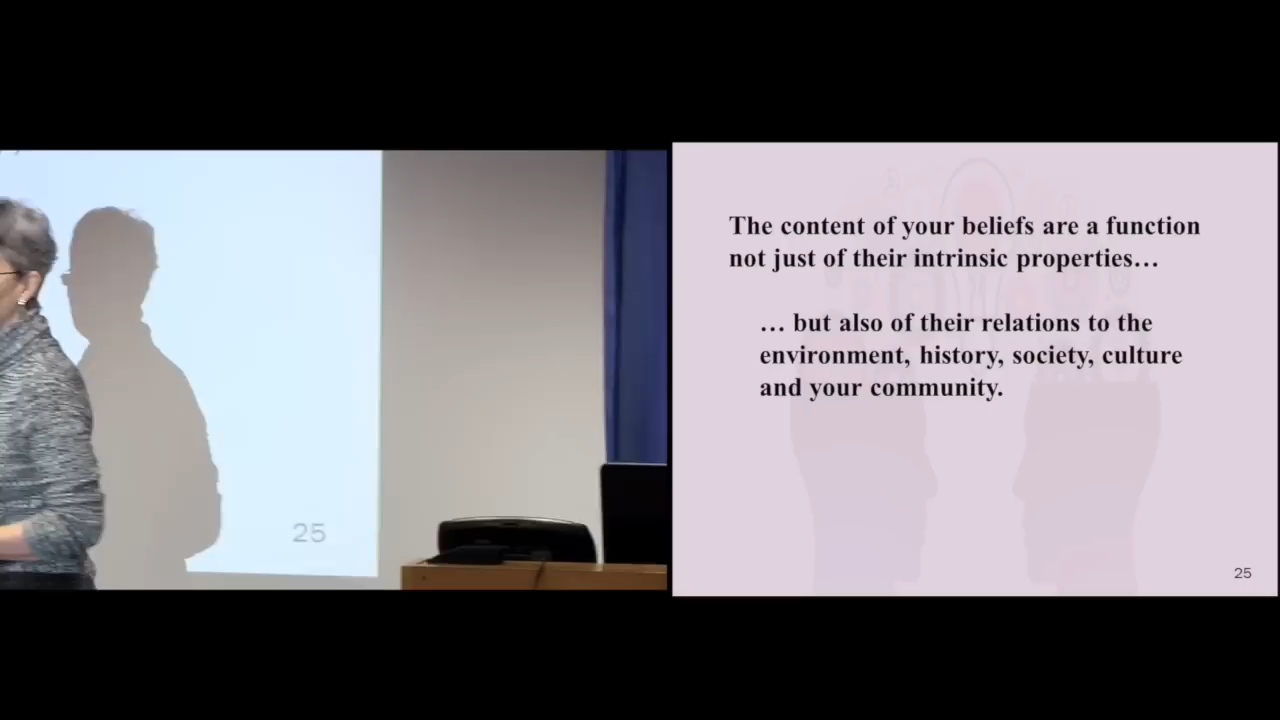 25
The content of your beliefs are a function
not just of their intrinsic properties…
… but also of their relations to the
environment, history, society, culture
and your community.
25